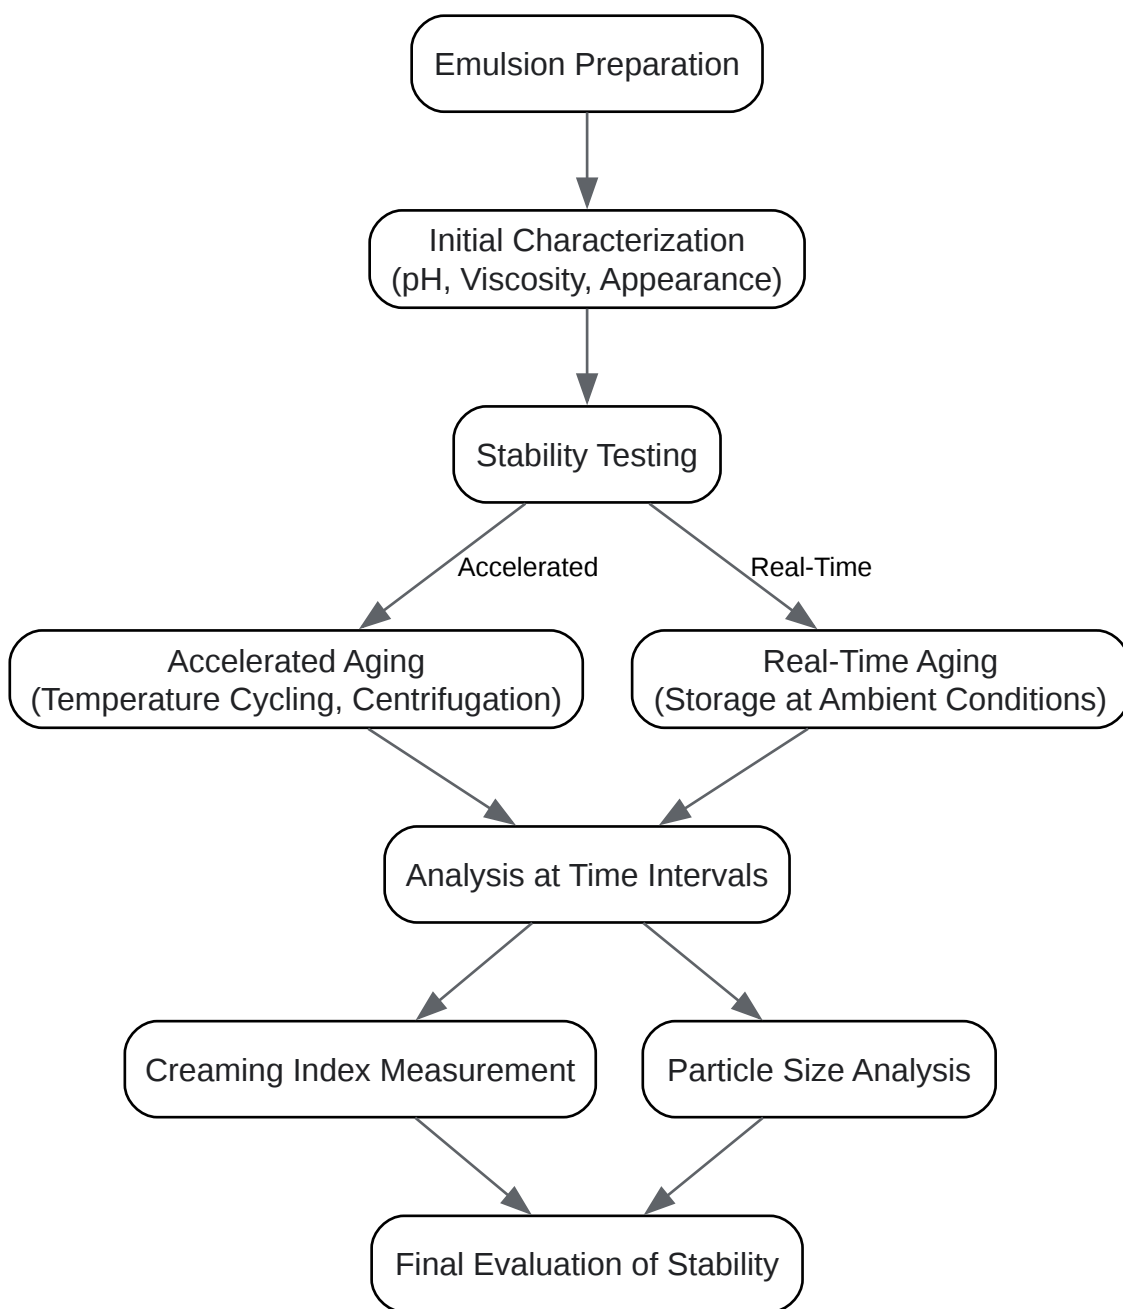 Emulsion Preparation
Initial Characterization
(pH, Viscosity, Appearance)
Stability Testing
Accelerated
Real-Time
Accelerated Aging
(Temperature Cycling, Centrifugation)
Real-Time Aging
(Storage at Ambient Conditions)
Analysis at Time Intervals
Creaming Index Measurement
Particle Size Analysis
Final Evaluation of Stability